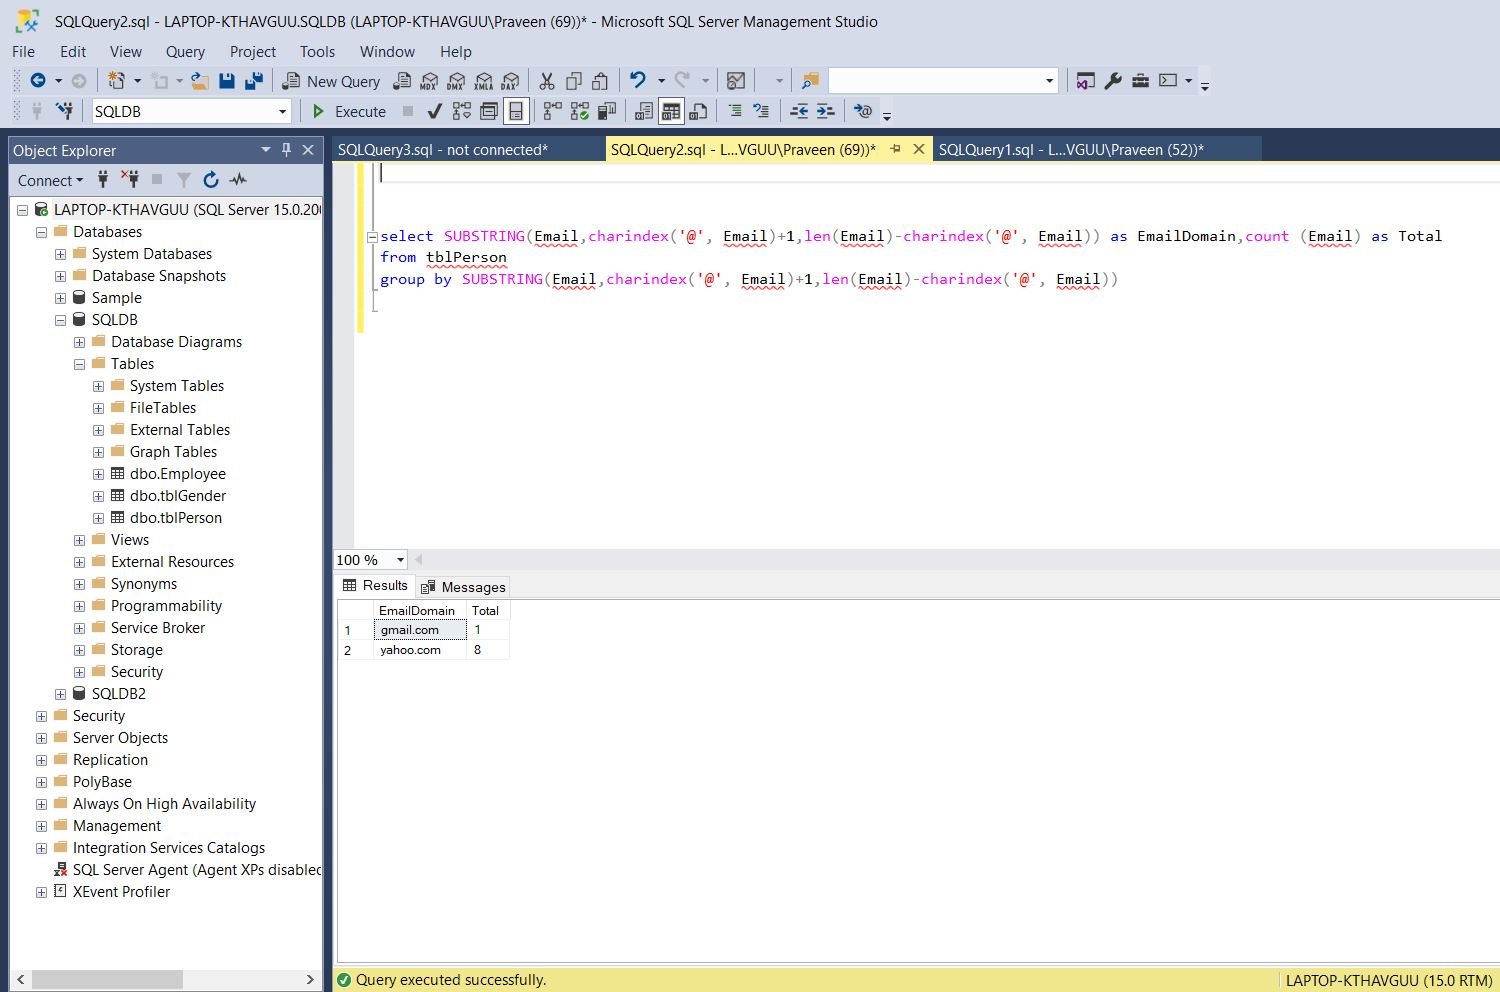 SQLQuery2.sql - LAPTOP-KTHAVGUU.SQLDB (LAPTOP-KTHAVGUU\Praveen (69))* - Microsoft SQL Server Management Studio
File Edit View Query Project Tools Window Help
New Query MDX DMX XMLA DAX
SQLDB Execute
Object Explorer
Connect
LAPTOP-KTHAVGUU (SQL Server 15.0.200
Databases
System Databases
Database Snapshots
Sample
SQLDB
Database Diagrams
Tables
System Tables
FileTables
External Tables
Graph Tables
dbo.Employee
dbo.tblGender
dbo.tblPerson
Views
External Resources
Synonyms
Programmability
Service Broker
Storage
Security
SQLDB2
Security
Server Objects
Replication
PolyBase
Always On High Availability
Management
Integration Services Catalogs
SQL Server Agent (Agent XPs disabled
XEvent Profiler
SQLQuery3.sql - not connected* SQLQuery2.sql - L...VGUU\Praveen (69))* SQLQuery1.sql - L...VGUU\Praveen (52))*
select SUBSTRING(Email,charindex('@', Email)+1,len(Email)-charindex('@', Email)) as EmailDomain,count (Email) as Total
from tblPerson
group by SUBSTRING(Email,charindex('@', Email)+1,len(Email)-charindex('@', Email))
100 %
Results Messages
EmailDomain Total
1 gmail.com 1
2 yahoo.com 8
Query executed successfully. LAPTOP-KTHAVGUU (15.0 RTM)